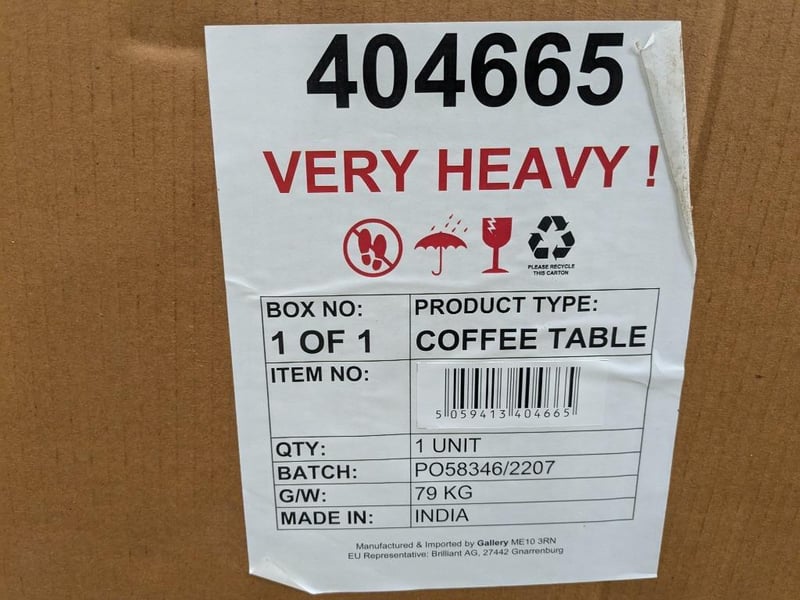 404665
VERY HEAVY !
PLEASE RECYCLE
THIS CARTON
BOX NO:
1 OF 1
PRODUCT TYPE:
COFFEE TABLE
ITEM NO:
5 059413 404665
QTY:
1 UNIT
BATCH:
PO58346/2207
G/W:
79 KG
MADE IN:
INDIA
Manufactured & Imported by Gallery ME10 3RN
EU Representative: Brilliant AG, 27442 Gnarrenburg